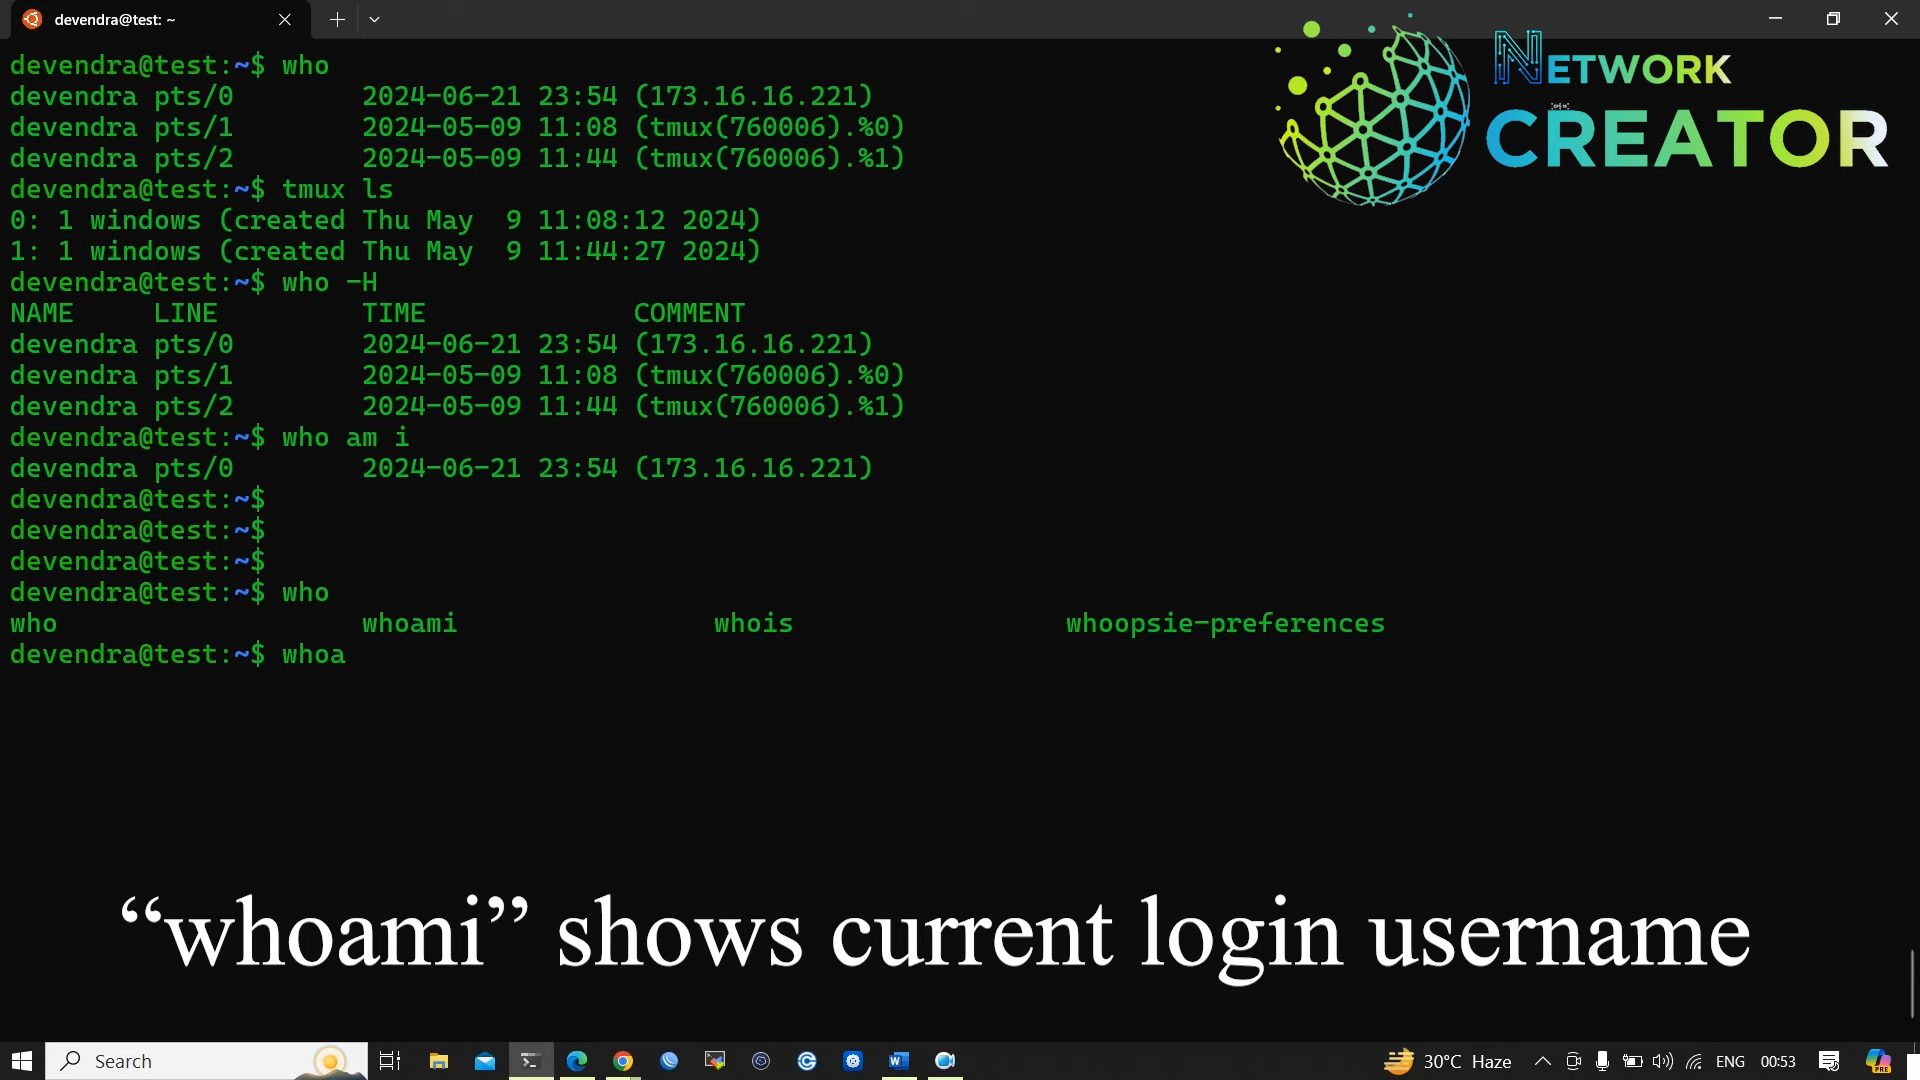 devendra@test: ~
devendra@test:~$ who
devendra pts/0        2024-06-21 23:54 (173.16.16.221)
devendra pts/1        2024-05-09 11:08 (tmux(760006).%0)
devendra pts/2        2024-05-09 11:44 (tmux(760006).%1)
devendra@test:~$ tmux ls
0: 1 windows (created Thu May  9 11:08:12 2024)
1: 1 windows (created Thu May  9 11:44:27 2024)
devendra@test:~$ who -H
NAME     LINE         TIME             COMMENT
devendra pts/0        2024-06-21 23:54 (173.16.16.221)
devendra pts/1        2024-05-09 11:08 (tmux(760006).%0)
devendra pts/2        2024-05-09 11:44 (tmux(760006).%1)
devendra@test:~$ who am i
devendra pts/0        2024-06-21 23:54 (173.16.16.221)
devendra@test:~$
devendra@test:~$
devendra@test:~$
devendra@test:~$ who
who                   whoami                whois                 whoopsie-preferences
devendra@test:~$ whoa
NETWORK
CREATOR
“whoami” shows current login username
Search
30°C Haze
ENG
00:53
PRE